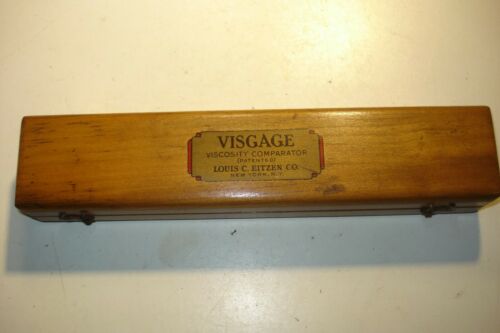 VISGAGE
VISCOSITY COMPARATOR
(PATENTED)
LOUIS C. EITZEN CO.
NEW YORK, N.Y.